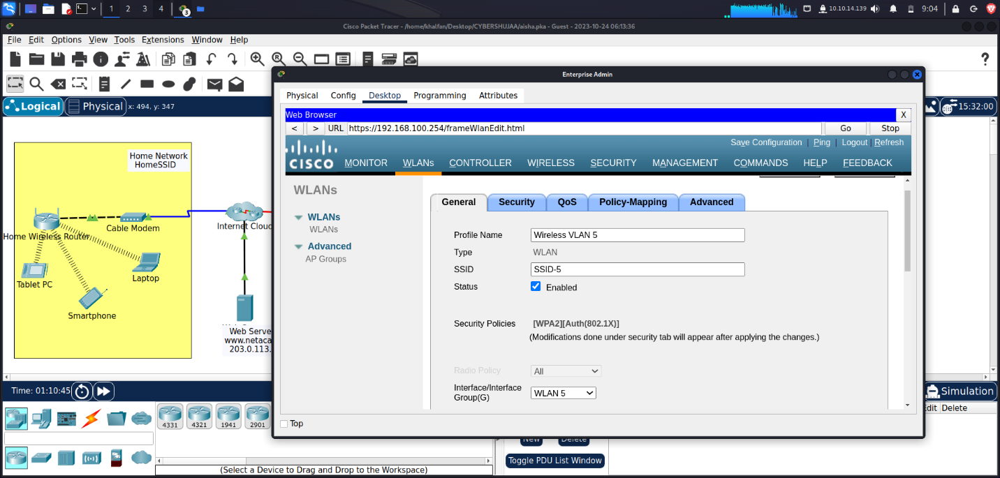 1 2 3 4 3 10.10.14.139 9:04
Cisco Packet Tracer - /home/khalfan/Desktop/CYBERSHUJAA/aisha.pka - Guest - 2023-10-24 06:13:36
File Edit Options View Tools Extensions Window Help
Enterprise Admin
Physical Config Desktop Programming Attributes
Logical Physical x: 494, y: 347
15:32:00
Web Browser X
< > URL https://192.168.100.254/frameWlanEdit.html Go Stop
Save Configuration | Ping | Logout | Refresh
CISCO MONITOR WLANs CONTROLLER WIRELESS SECURITY MANAGEMENT COMMANDS HELP FEEDBACK
WLANs
WLANs
WLANs
Advanced
AP Groups
General Security QoS Policy-Mapping Advanced
Profile Name Wireless VLAN 5
Type WLAN
SSID SSID-5
Status Enabled
Security Policies [WPA2][Auth(802.1X)]
(Modifications done under security tab will appear after applying the changes.)
Radio Policy All
Interface/Interface
Group(G) WLAN 5
Top
Home Network
HomeSSID
Cable Modem
Home Wireless Router
Internet Cloud
Tablet PC
Laptop
Smartphone
Web Serve
www.netaca
203.0.113.
Time: 01:10:45
Simulation
4331 4321 1941 2901
Edit Delete
New Delete
Toggle PDU List Window
(Select a Device to Drag and Drop to the Workspace)